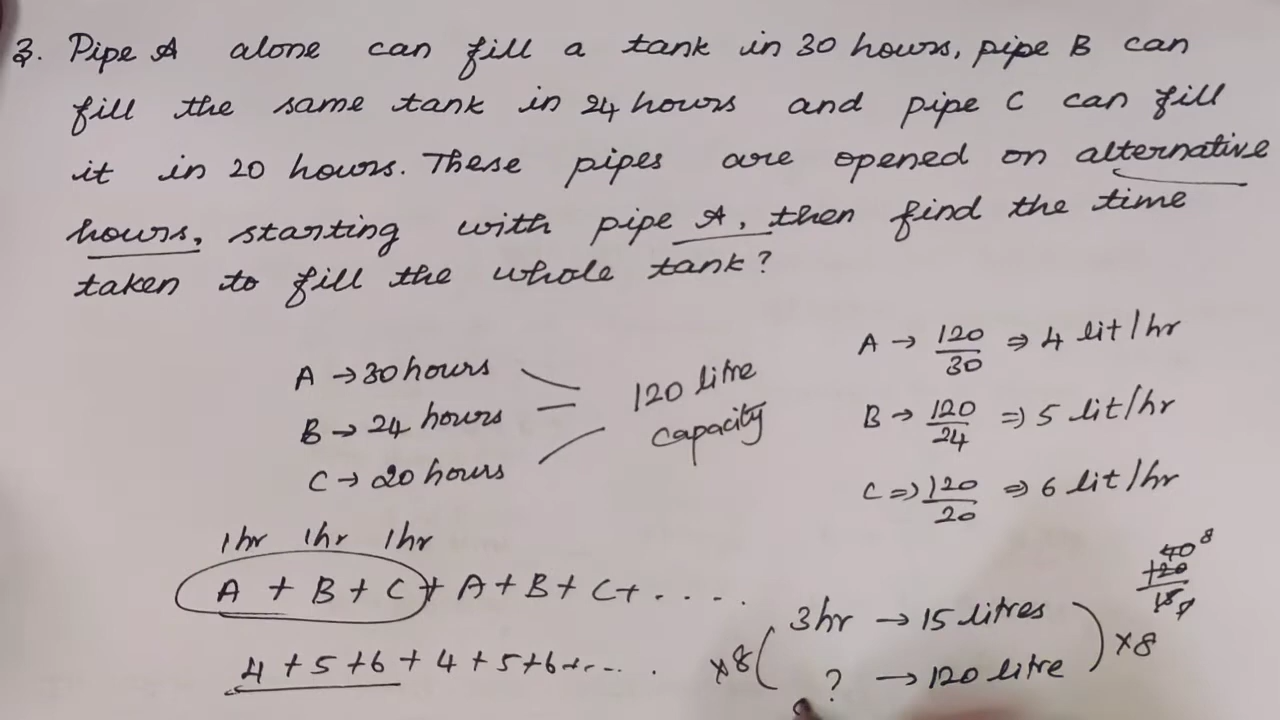 3. Pipe A alone can fill a tank in 30 hours, pipe B can
fill the same tank in 24 hours and pipe C can fill
it in 20 hours. These pipes are opened on alternative
hours, starting with pipe A, then find the time
taken to fill the whole tank?
A → 30 hours
B → 24 hours
C → 20 hours
120 litre
capacity
A → 120/30 ⇒ 4 lit/hr
B → 120/24 ⇒ 5 lit/hr
C ⇒ 120/20 ⇒ 6 lit/hr
1hr 1hr 1hr
A + B + C + A + B + C + ....
4 + 5 + 6 + 4 + 5 + 6 + ....
3hr → 15 litres
×8 ( ? → 120 litre ) ×8
40 8
120
15